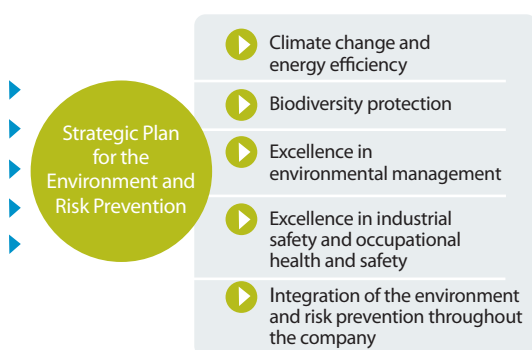 Strategic Plan
for the
Environment and
Risk Prevention
Climate change and
energy efficiency
Biodiversity protection
Excellence in
environmental management
Excellence in industrial
safety and occupational
health and safety
Integration of the environment
and risk prevention throughout
the company